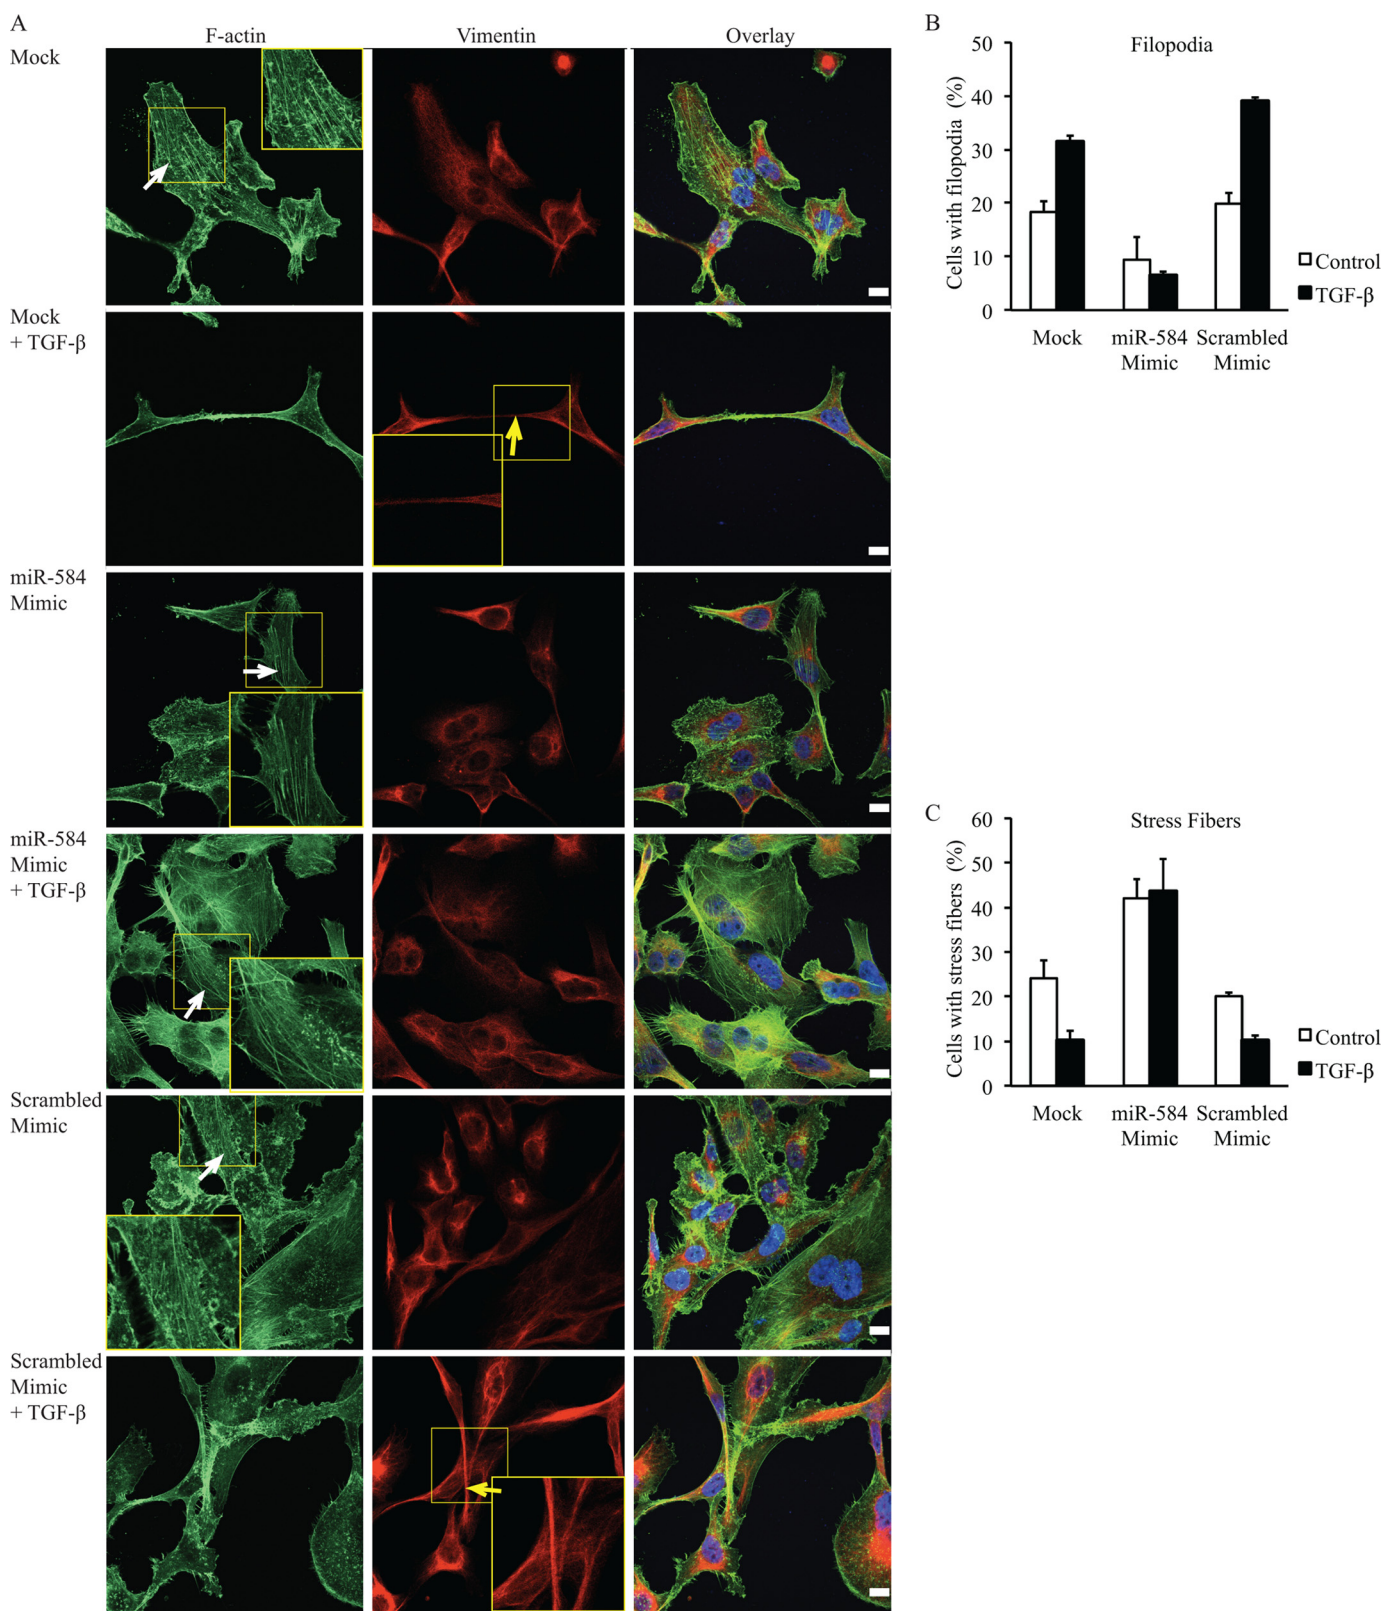 A
F-actin
Vimentin
Overlay
Mock
Mock
+ TGF-β
miR-584
Mimic
miR-584
Mimic
+ TGF-β
Scrambled
Mimic
Scrambled
Mimic
+ TGF-β
B
Filopodia
Cells with filopodia (%)
50
40
30
20
10
0
Mock
miR-584
Mimic
Scrambled
Mimic
Control
TGF-β
C
Stress Fibers
Cells with stress fibers (%)
60
50
40
30
20
10
0
Mock
miR-584
Mimic
Scrambled
Mimic
Control
TGF-β